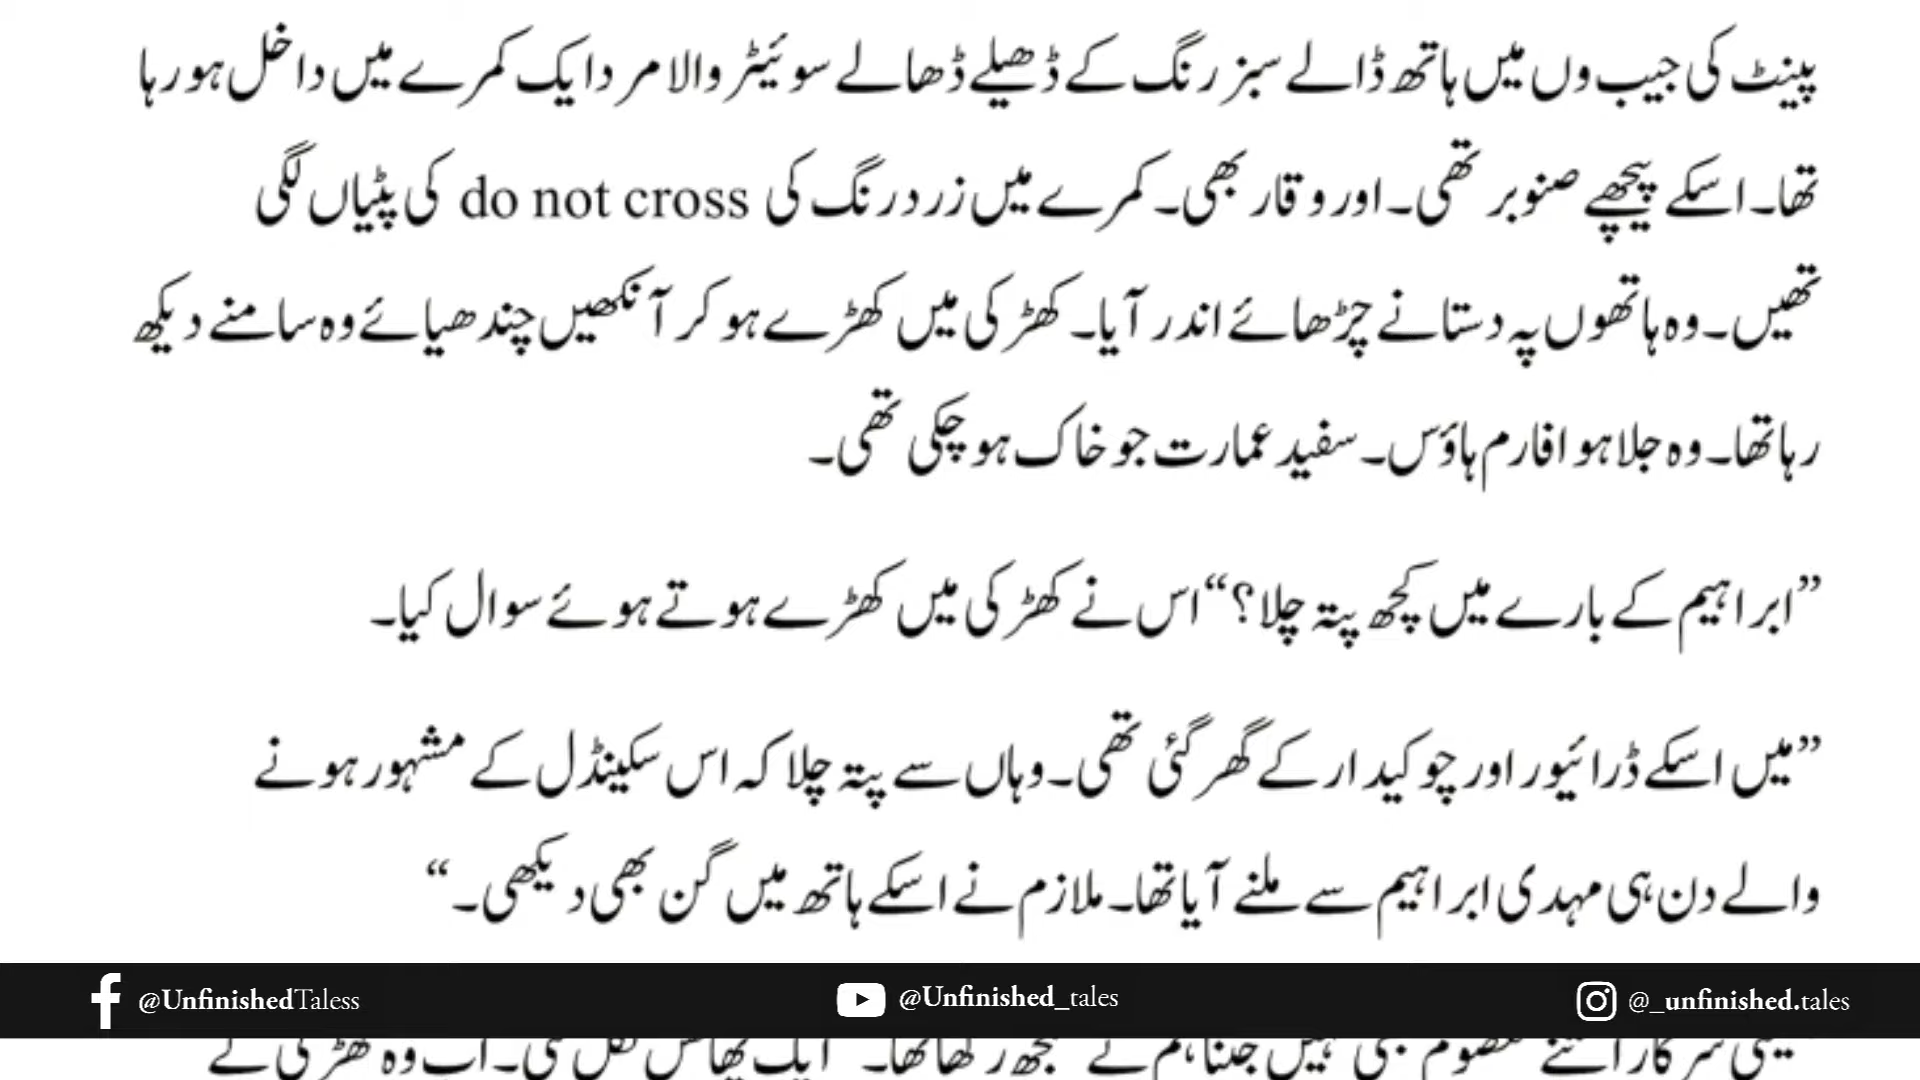 پینٹ کی جیب وں میں ہاتھ ڈالے سبز رنگ کے ڈھیلے ڈھالے سوئیٹر والا مرد ایک کمرے میں داخل ہو رہا
تھا۔ اسکے پیچھے صنوبر تھی۔ اور وقار بھی۔ کمرے میں زرد رنگ کی do not cross کی پٹیاں لگی
تھیں۔ وہ ہاتھوں پہ دستانے چڑھائے اندر آیا۔ کھڑکی میں کھڑے ہو کر آنکھیں چندھیائے وہ سامنے دیکھ
رہا تھا۔ وہ جلا ہوا فارم ہاؤس۔ سفید عمارت جو خاک ہو چکی تھی۔
”ابراہیم کے بارے میں کچھ پتہ چلا؟“ اس نے کھڑکی میں کھڑے ہوتے ہوئے سوال کیا۔
”میں اسکے ڈرائیور اور چوکیدار کے گھر گئی تھی۔ وہاں سے پتہ چلا کہ اس سکینڈل کے مشہور ہونے
والے دن ہی مہدی ابراہیم سے ملنے آیا تھا۔ ملازم نے اسکے ہاتھ میں گن بھی دیکھی۔“
@UnfinishedTaless
@Unfinished_tales
@_unfinished.tales